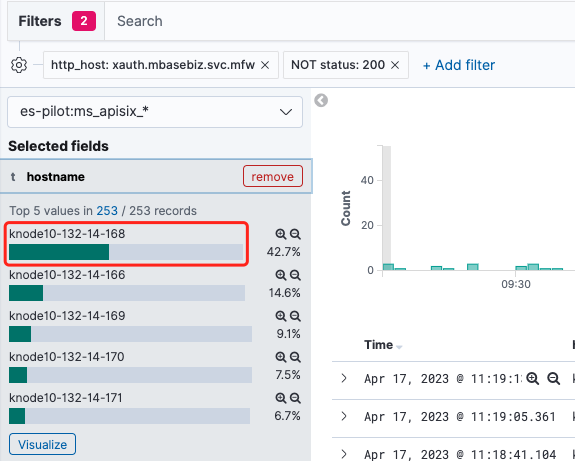 Filters 2 Search
http_host: xauth.mbasebiz.svc.mfw × NOT status: 200 × + Add filter
es-pilot:ms_apisix_*
Selected fields
t hostname remove
Top 5 values in 253 / 253 records
knode10-132-14-168
42.7%
knode10-132-14-166
14.6%
knode10-132-14-169
9.1%
knode10-132-14-170
7.5%
knode10-132-14-171
6.7%
Visualize
Count
40
20
0
09:30
Time
Apr 17, 2023 @ 11:19:1
Apr 17, 2023 @ 11:19:05.361
Apr 17, 2023 @ 11:18:41.104